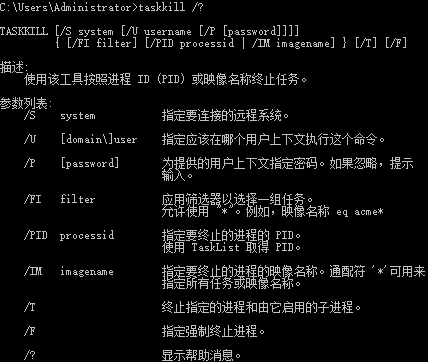 C:\Users\Administrator>taskkill /?
TASKKILL [/S system [/U username [/P [password]]]]
{ [/FI filter] [/PID processid | /IM imagename] } [/T] [/F]
描述:
使用该工具按照进程 ID (PID) 或映像名称终止任务。
参数列表:
/S system 指定要连接的远程系统。
/U [domain\]user 指定应该在哪个用户上下文执行这个命令。
/P [password] 为提供的用户上下文指定密码。如果忽略，提示
输入。
/FI filter 应用筛选器以选择一组任务。
允许使用 "*"。例如，映像名称 eq acme*
/PID processid 指定要终止的进程的 PID。
使用 TaskList 取得 PID。
/IM imagename 指定要终止的进程的映像名称。通配符 '*'可用来
指定所有任务或映像名称。
/T 终止指定的进程和由它启用的子进程。
/F 指定强制终止进程。
/? 显示帮助消息。